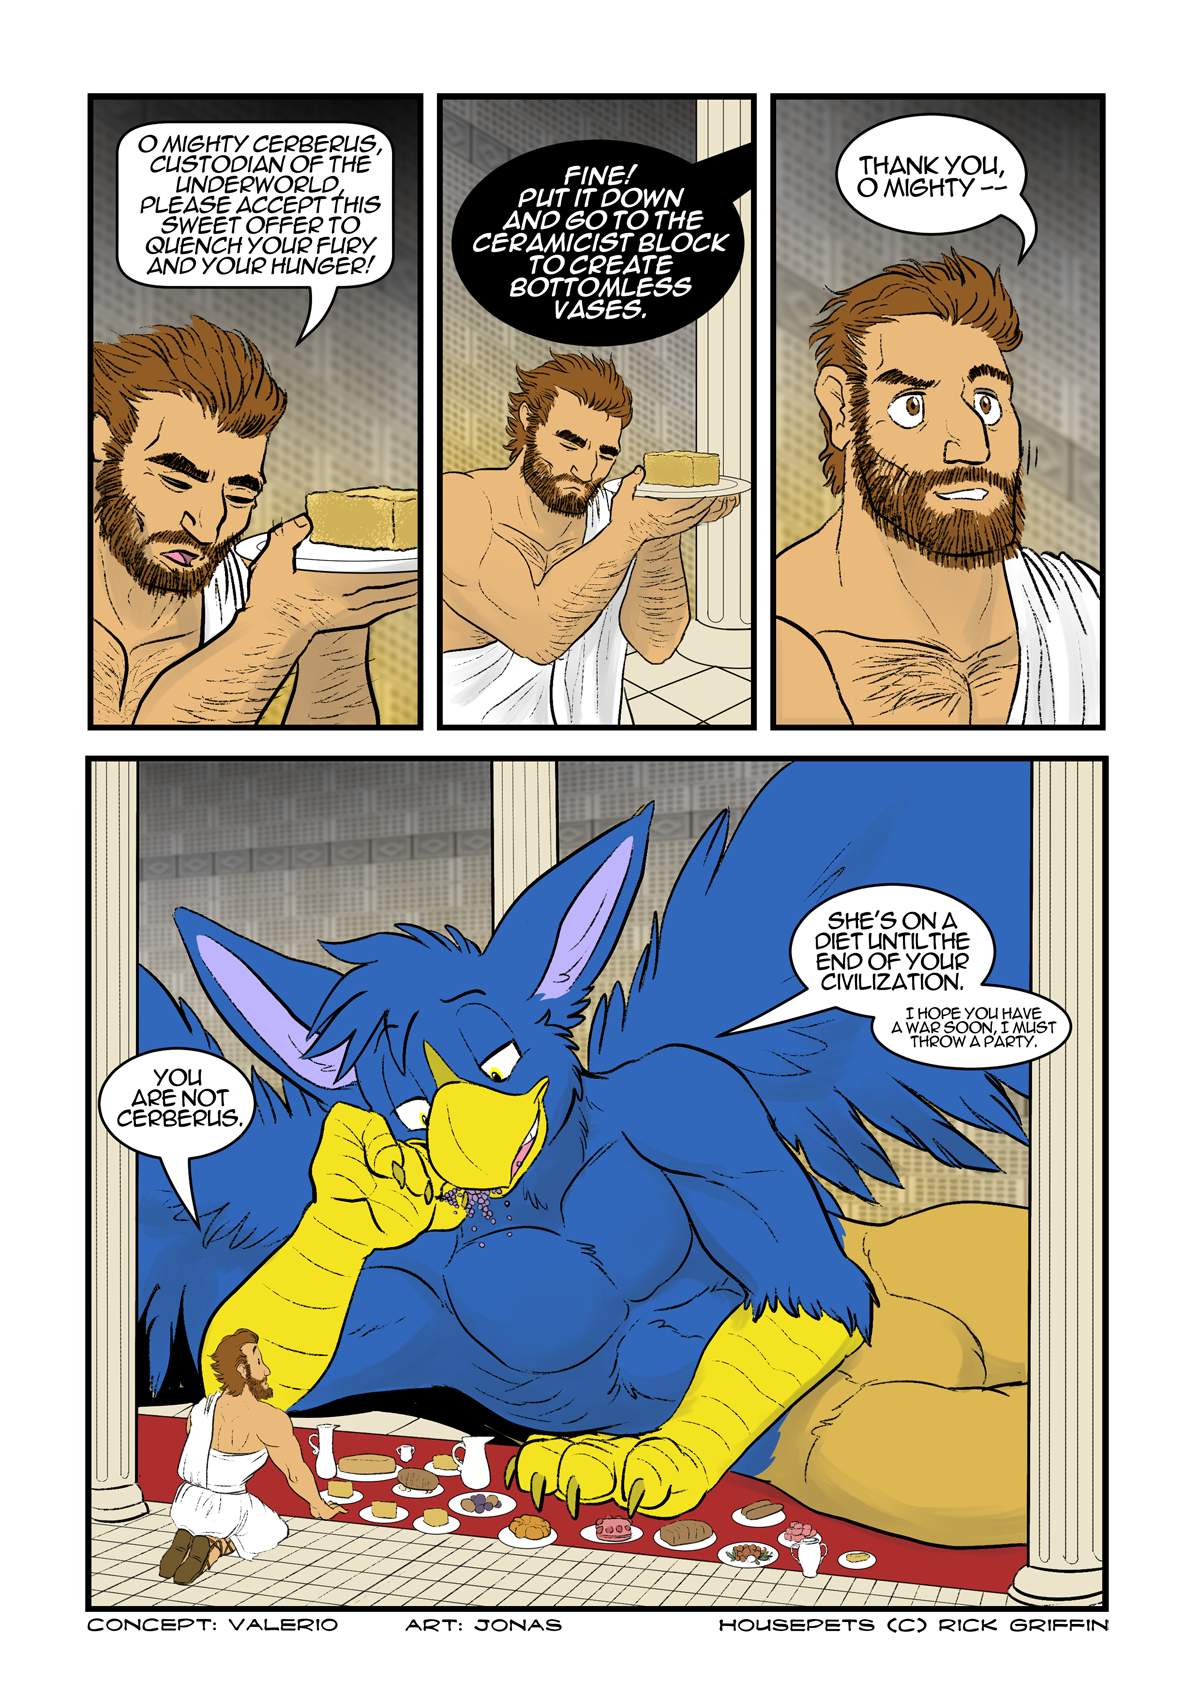 O MIGHTY CERBERUS,
CUSTODIAN OF THE
UNDERWORLD,
PLEASE ACCEPT THIS
SWEET OFFER TO
QUENCH YOUR FURY
AND YOUR HUNGER!
FINE!
PUT IT DOWN
AND GO TO THE
CERAMICIST BLOCK
TO CREATE
BOTTOMLESS
VASES.
THANK YOU,
O MIGHTY --
YOU
ARE NOT
CERBERUS.
SHE'S ON A
DIET UNTIL THE
END OF YOUR
CIVILIZATION.
I HOPE YOU HAVE
A WAR SOON, I MUST
THROW A PARTY.
CONCEPT: VALERIO ART: JONAS HOUSEPETS (C) RICK GRIFFIN